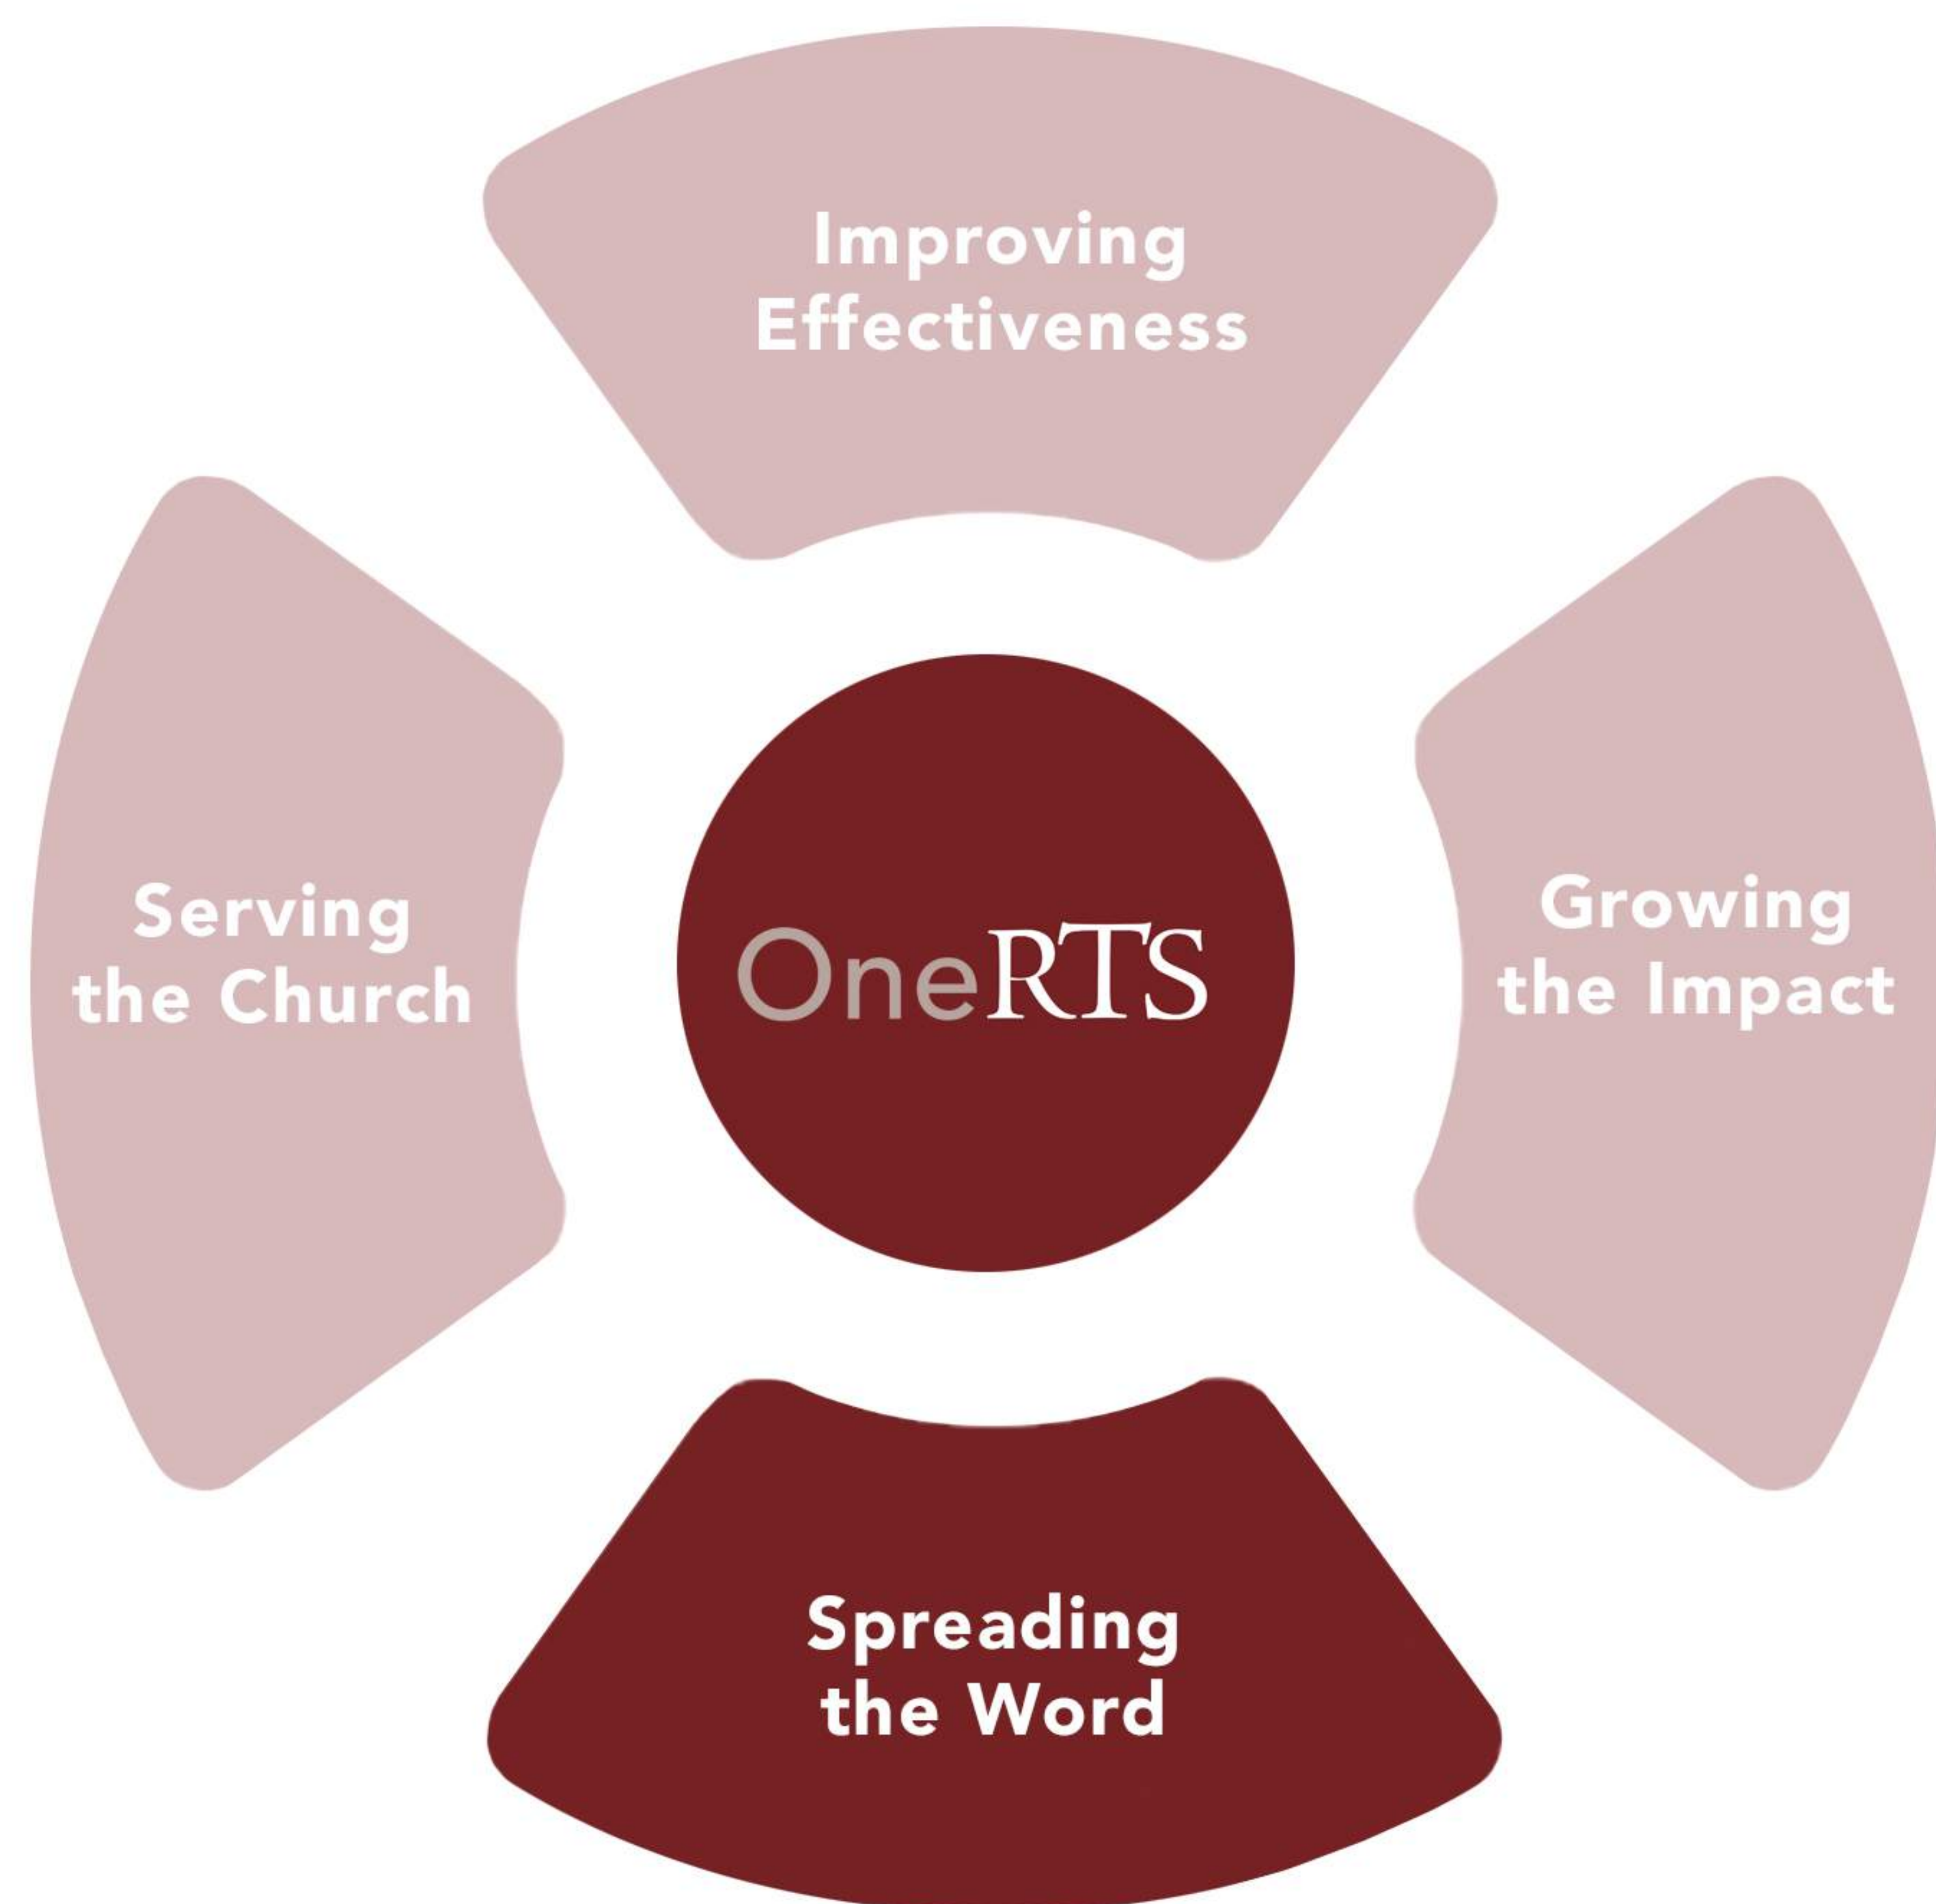 Improving
Effectiveness
Serving
the Church
OneRTS
Growing
the Impact
Spreading
the Word